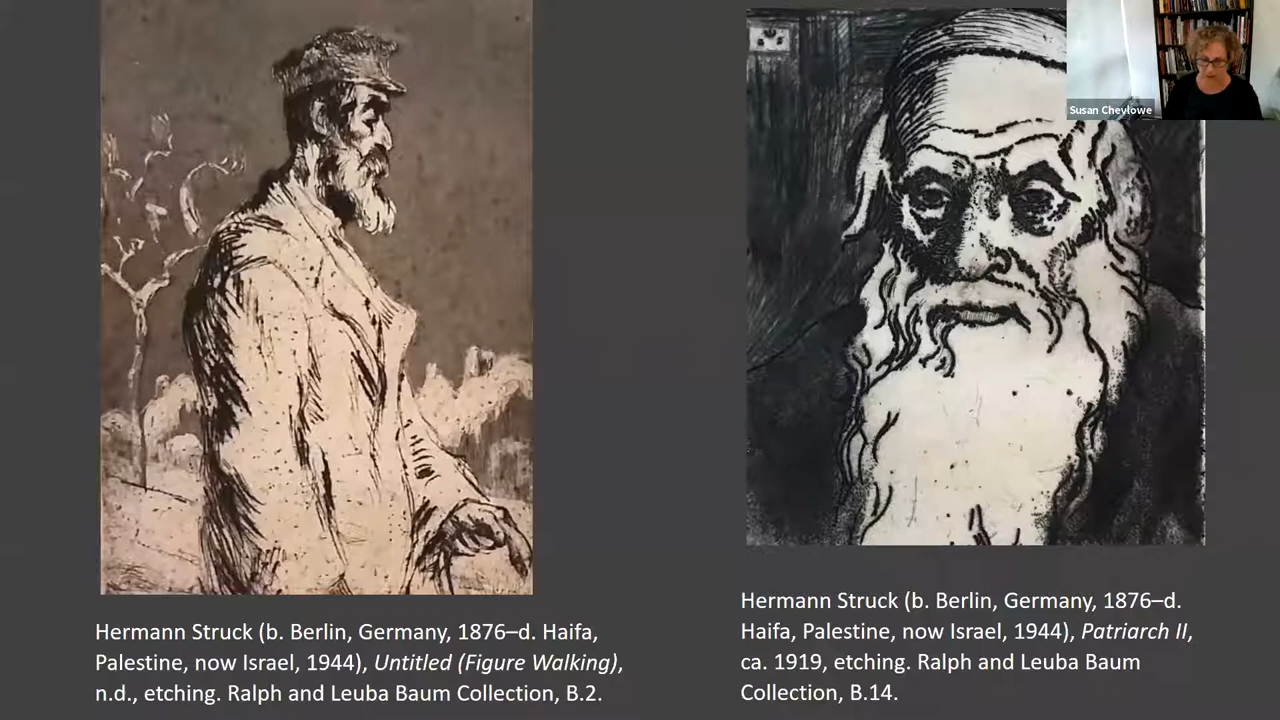 Susan Chevlowe
Hermann Struck (b. Berlin, Germany, 1876–d. Haifa,
Palestine, now Israel, 1944), Untitled (Figure Walking),
n.d., etching. Ralph and Leuba Baum Collection, B.2.
Hermann Struck (b. Berlin, Germany, 1876–d.
Haifa, Palestine, now Israel, 1944), Patriarch II,
ca. 1919, etching. Ralph and Leuba Baum
Collection, B.14.